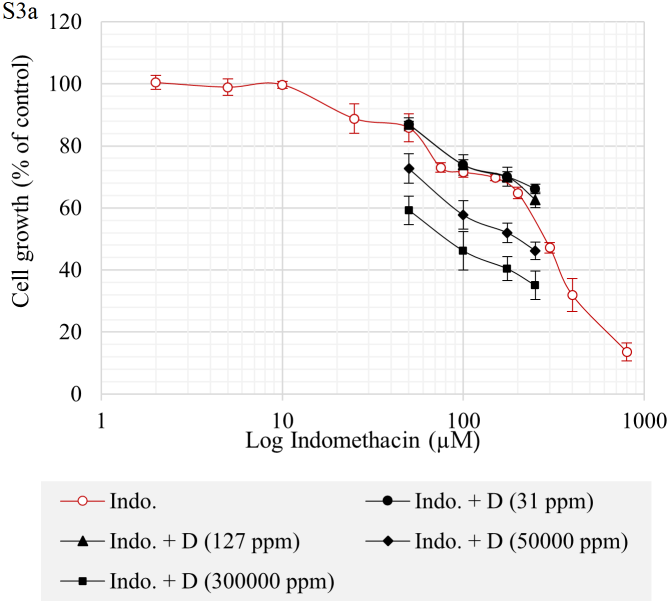 S3a
120
100
80
60
40
20
0
Cell growth (% of control)
1 10 100 1000
Log Indomethacin (µM)
Indo. Indo. + D (31 ppm)
Indo. + D (127 ppm) Indo. + D (50000 ppm)
Indo. + D (300000 ppm)